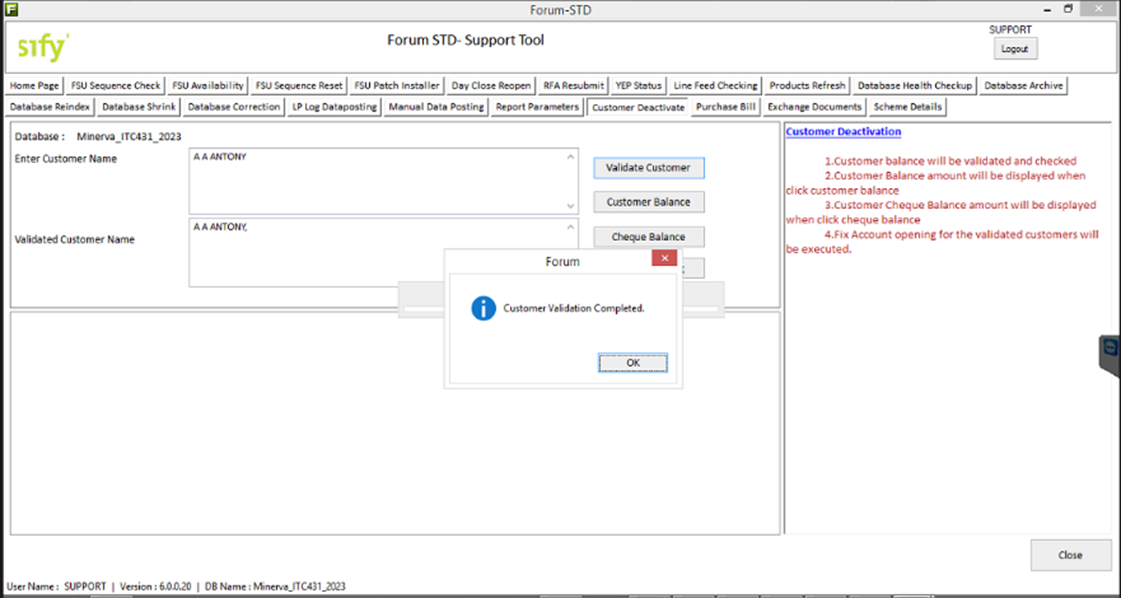 Forum-STD
sify
Forum STD- Support Tool
SUPPORT
Logout
Home Page
FSU Sequence Check
FSU Availability
FSU Sequence Reset
FSU Patch Installer
Day Close Reopen
RFA Resubmit
YEP Status
Line Feed Checking
Products Refresh
Database Health Checkup
Database Archive
Database Reindex
Database Shrink
Database Correction
LP Log Dataposting
Manual Data Posting
Report Parameters
Customer Deactivate
Purchase Bill
Exchange Documents
Scheme Details
Database : Minerva_ITC431_2023
Enter Customer Name
A A ANTONY
Validate Customer
Customer Balance
Validated Customer Name
A A ANTONY,
Cheque Balance
Forum
Customer Validation Completed.
OK
Customer Deactivation
1.Customer balance will be validated and checked
2.Customer Balance amount will be displayed when
click customer balance
3.Customer Cheque Balance amount will be displayed
when click cheque balance
4.Fix Account opening for the validated customers will
be executed.
Close
User Name : SUPPORT | Version : 6.0.0.20 | DB Name : Minerva_ITC431_2023